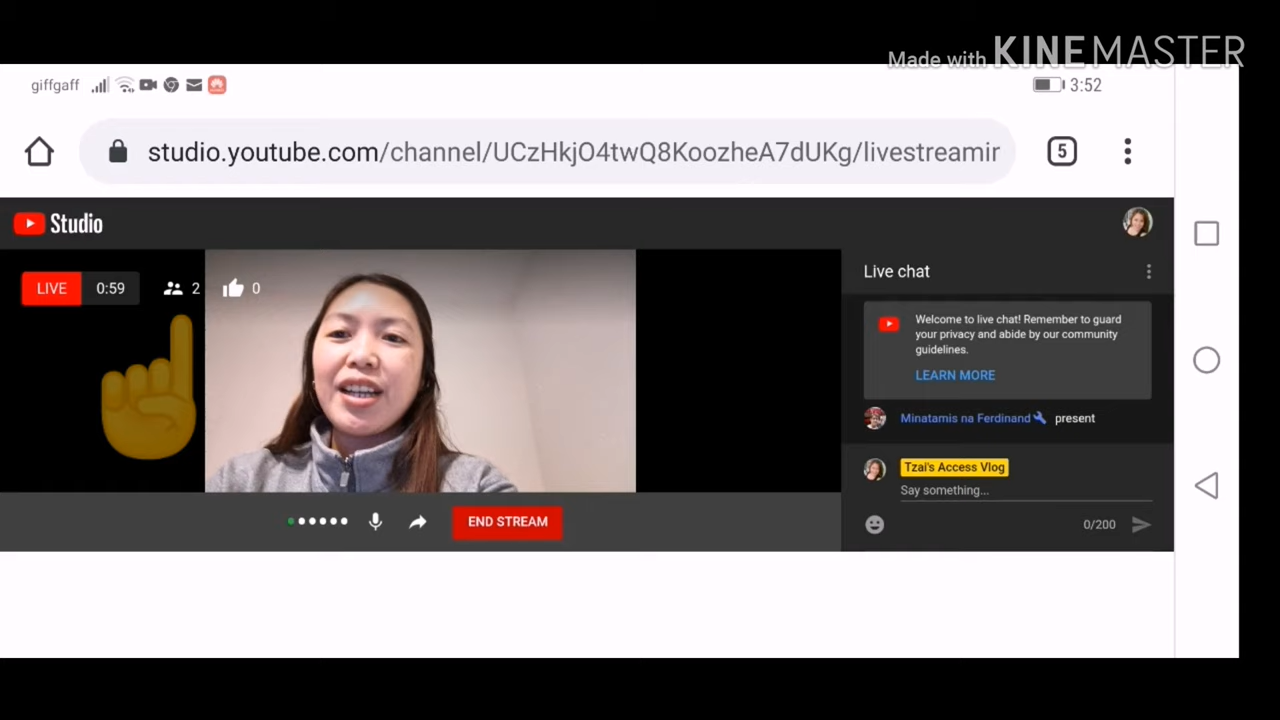 Made with KINEMASTER
giffgaff
3:52
studio.youtube.com/channel/UCzHkjO4twQ8KoozheA7dUKg/livestreamir
5
Studio
LIVE 0:59 2 0
Live chat
Welcome to live chat! Remember to guard
your privacy and abide by our community
guidelines.
LEARN MORE
Minatamis na Ferdinand present
Tzai's Access Vlog
Say something...
0/200
END STREAM